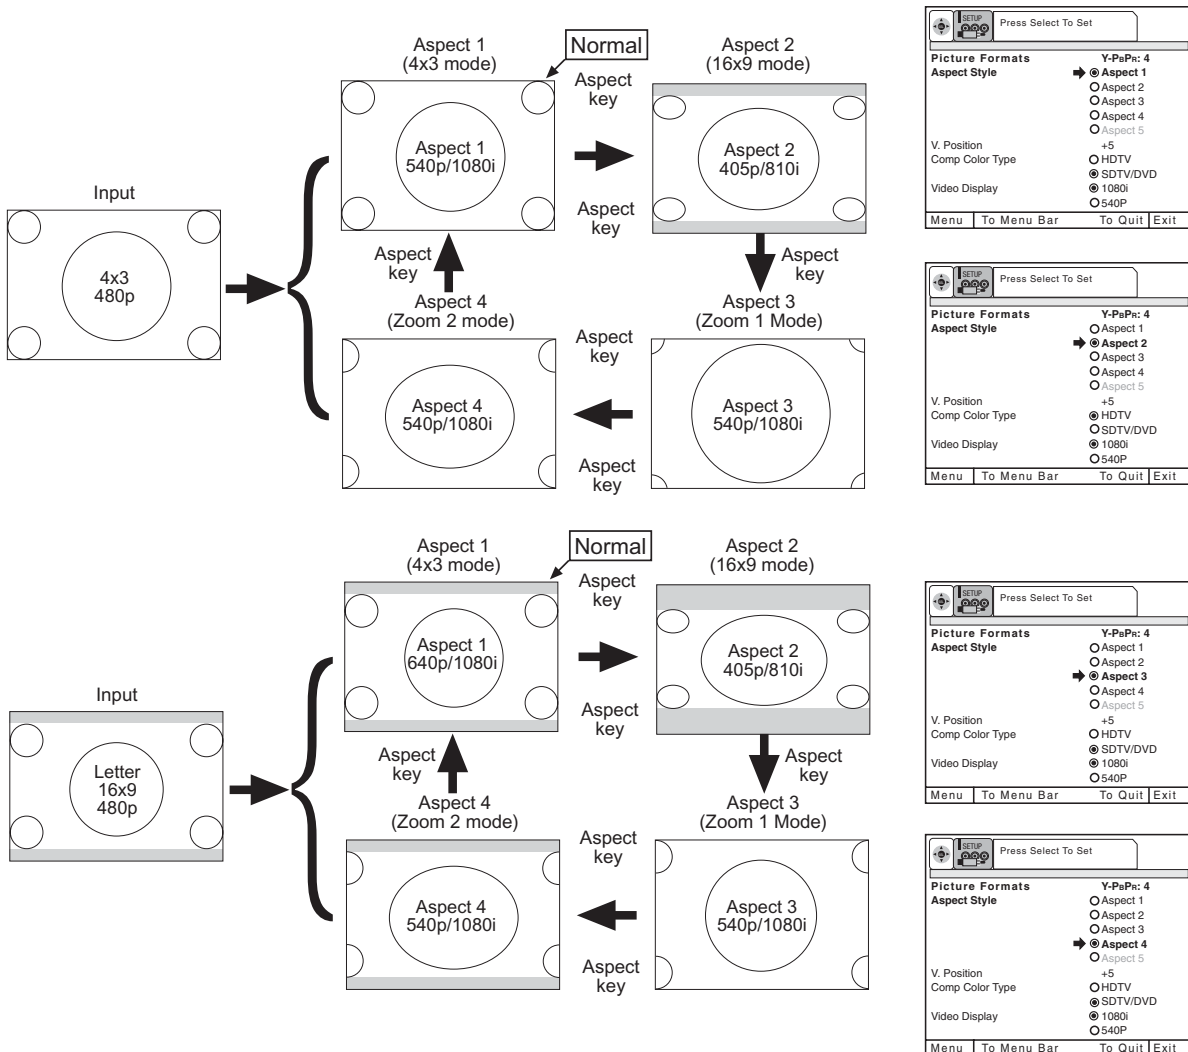 Input
4x3
480p
Aspect 1
(4x3 mode)
Normal
Aspect 1
540p/1080i
Aspect
key
Aspect
key
Aspect 2
(16x9 mode)
Aspect 2
405p/810i
Aspect
key
Aspect
key
Aspect 4
(Zoom 2 mode)
Aspect 4
540p/1080i
Aspect
key
Aspect
key
Aspect 3
(Zoom 1 Mode)
Aspect 3
540p/1080i
Input
Letter
16x9
480p
Aspect 1
(4x3 mode)
Normal
Aspect 1
640p/1080i
Aspect
key
Aspect
key
Aspect 2
(16x9 mode)
Aspect 2
405p/810i
Aspect
key
Aspect
key
Aspect 4
(Zoom 2 mode)
Aspect 4
540p/1080i
Aspect
key
Aspect
key
Aspect 3
(Zoom 1 Mode)
Aspect 3
540p/1080i
SETUP
Press Select To Set
Picture Formats Y-PBPR: 4
Aspect Style Aspect 1
Aspect 2
Aspect 3
Aspect 4
Aspect 5
V. Position +5
Comp Color Type HDTV
SDTV/DVD
Video Display 1080i
540P
Menu To Menu Bar To Quit Exit
SETUP
Press Select To Set
Picture Formats Y-PBPR: 4
Aspect Style Aspect 1
Aspect 2
Aspect 3
Aspect 4
Aspect 5
V. Position +5
Comp Color Type HDTV
SDTV/DVD
Video Display 1080i
540P
Menu To Menu Bar To Quit Exit
SETUP
Press Select To Set
Picture Formats Y-PBPR: 4
Aspect Style Aspect 1
Aspect 2
Aspect 3
Aspect 4
Aspect 5
V. Position +5
Comp Color Type HDTV
SDTV/DVD
Video Display 1080i
540P
Menu To Menu Bar To Quit Exit
SETUP
Press Select To Set
Picture Formats Y-PBPR: 4
Aspect Style Aspect 1
Aspect 2
Aspect 3
Aspect 4
Aspect 5
V. Position +5
Comp Color Type HDTV
SDTV/DVD
Video Display 1080i
540P
Menu To Menu Bar To Quit Exit